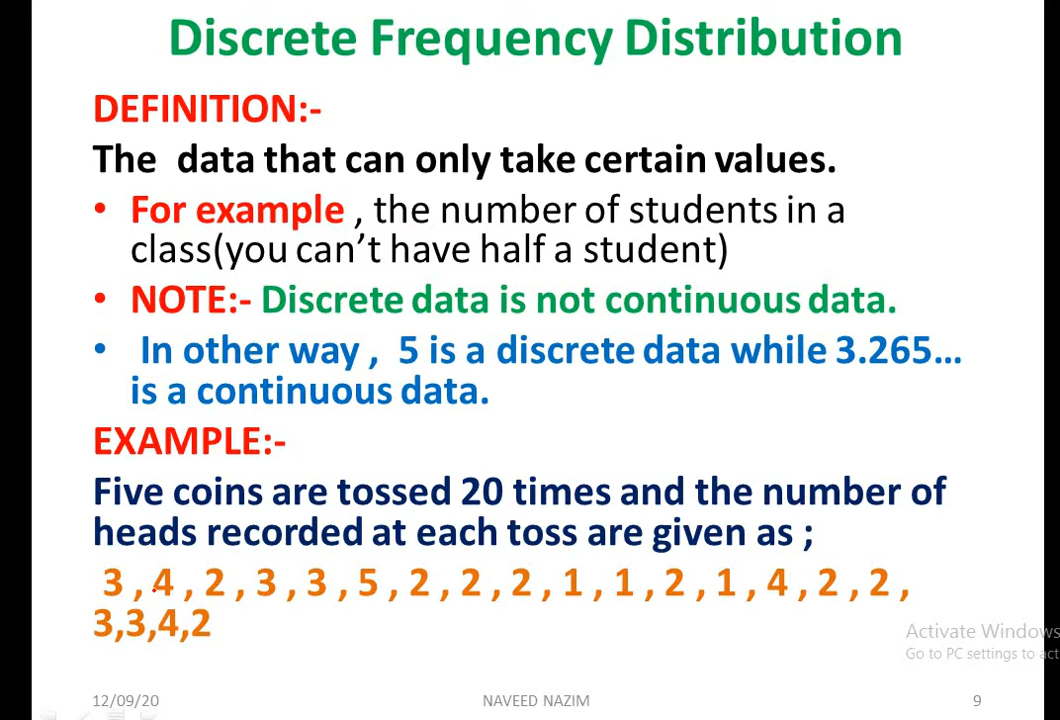 Discrete Frequency Distribution
DEFINITION:-
The data that can only take certain values.
• For example , the number of students in a
class(you can’t have half a student)
• NOTE:- Discrete data is not continuous data.
• In other way , 5 is a discrete data while 3.265…
is a continuous data.
EXAMPLE:-
Five coins are tossed 20 times and the number of
heads recorded at each toss are given as ;
3 , 4 , 2 , 3 , 3 , 5 , 2 , 2 , 2 , 1 , 1 , 2 , 1 , 4 , 2 , 2 ,
3,3,4,2
Activate Windows
Go to PC settings to act
12/09/20 NAVEED NAZIM 9